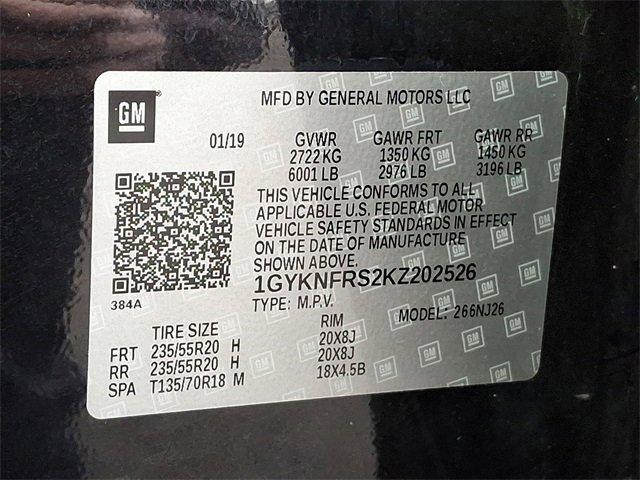 GM
MFD BY GENERAL MOTORS LLC
01/19 GVWR GAWR FRT GAWR RR
2722 KG 1350 KG 1450 KG
6001 LB 2976 LB 3196 LB
THIS VEHICLE CONFORMS TO ALL
APPLICABLE U.S. FEDERAL MOTOR
VEHICLE SAFETY STANDARDS IN EFFECT
ON THE DATE OF MANUFACTURE
SHOWN ABOVE.
384A
1GYKNFRS2KZ202526
TYPE: M.P.V. MODEL: 266NJ26
TIRE SIZE RIM
FRT 235/55R20 H 20X8J
RR 235/55R20 H 20X8J
SPA T135/70R18 M 18X4.5B